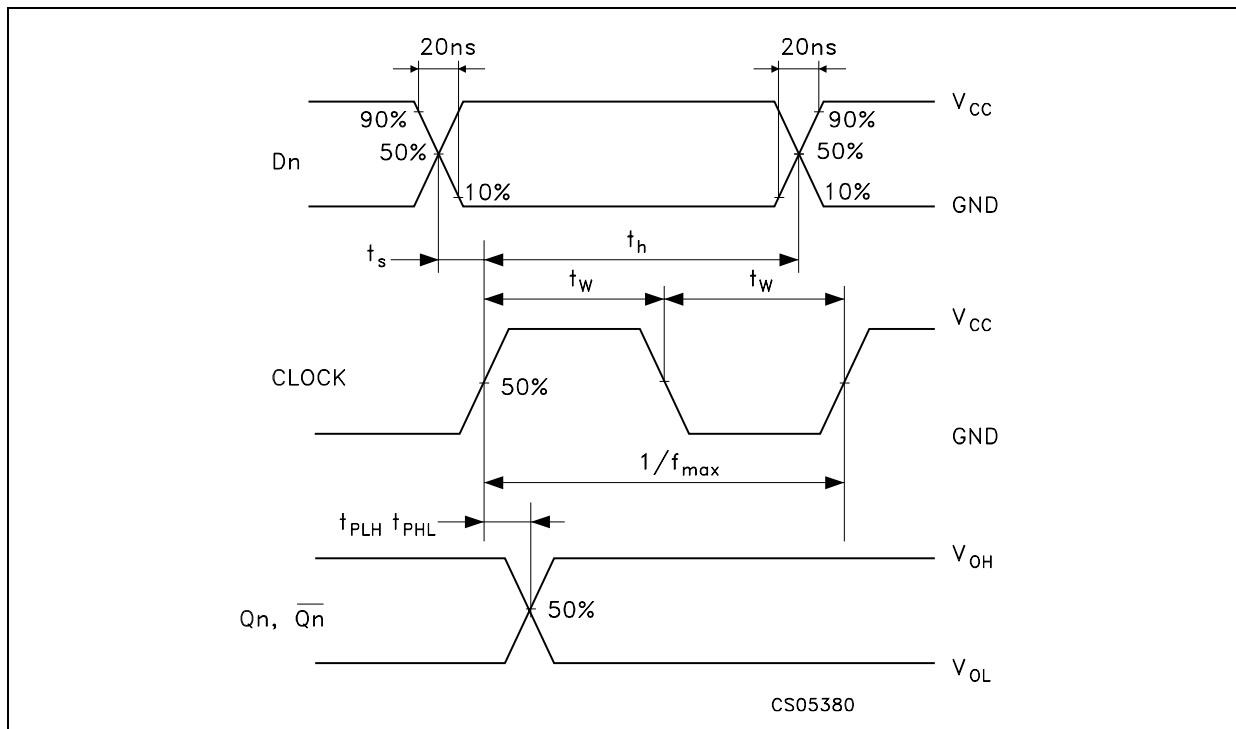 20ns 20ns
V_CC
90% 90%
Dn 50% 50%
10% 10%
GND
t_s t_h
t_W t_W
V_CC
CLOCK 50%
GND
1/f_max
t_PLH t_PHL
V_OH
Qn, Q̅n̅ 50%
V_OL
CS05380